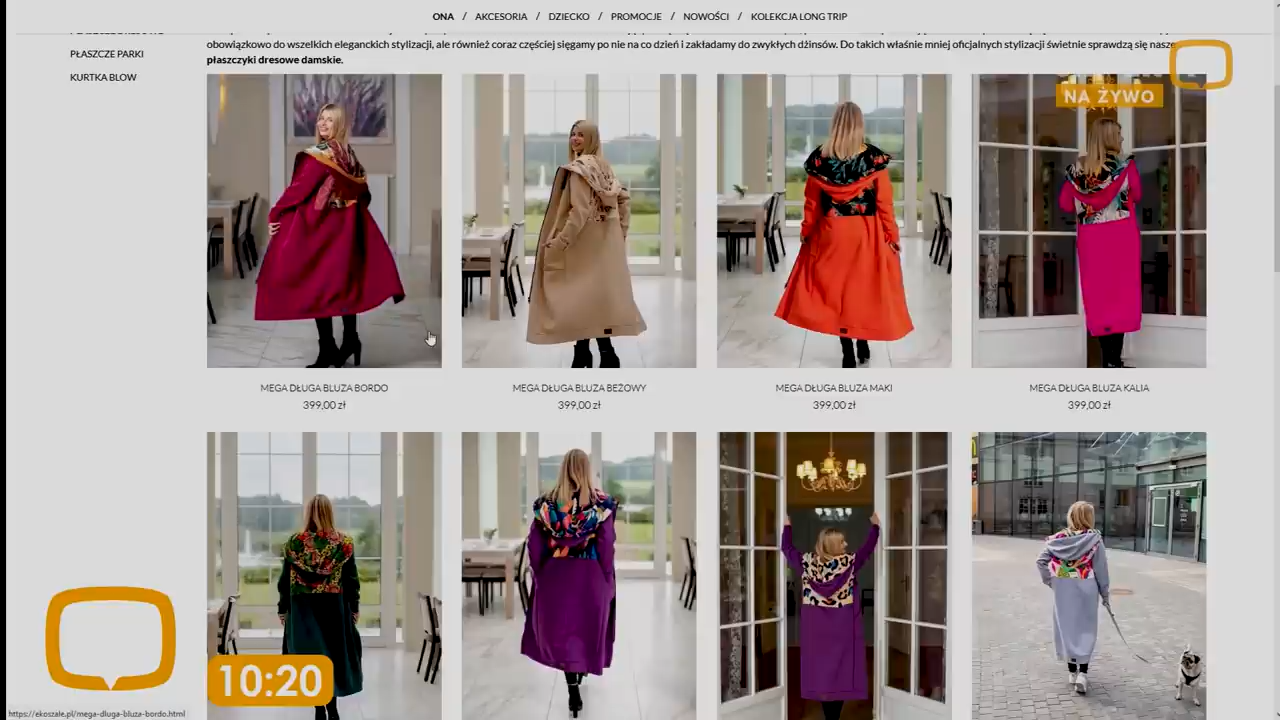 ONA / AKCESORIA / DZIECKO / PROMOCJE / NOWOŚCI / KOLEKCJA LONG TRIP
PŁASZCZE PARKI
KURTKA BLOW
obowiązkowo do wszelkich eleganckich stylizacji, ale również coraz częściej sięgamy po nie na co dzień i zakładamy do zwykłych dżinsów. Do takich właśnie mniej oficjalnych stylizacji świetnie sprawdzą się nasze
płaszczyki dresowe damskie.
NA ŻYWO
MEGA DŁUGA BLUZA BORDO
399,00 zł
MEGA DŁUGA BLUZA BEŻOWY
399,00 zł
MEGA DŁUGA BLUZA MAKI
399,00 zł
MEGA DŁUGA BLUZA KALIA
399,00 zł
10:20
https://ekoszale.pl/mega-dluga-bluza-bordo.html